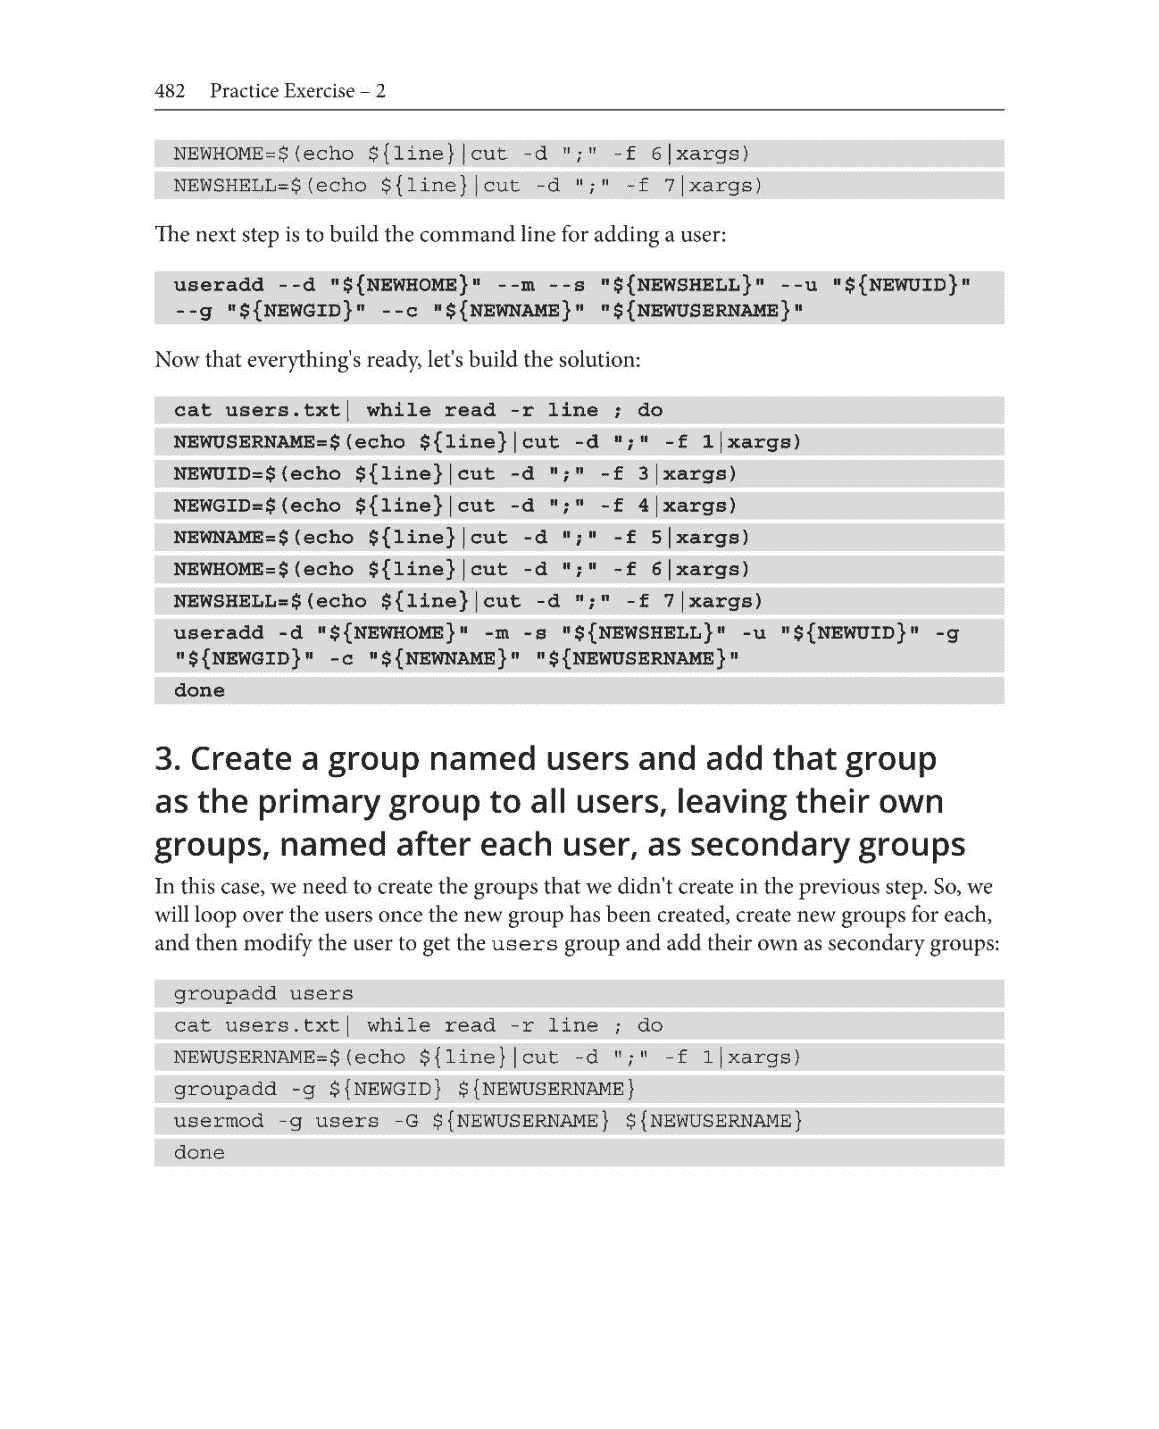 482 Practice Exercise – 2
NEWHOME=$(echo ${line}|cut -d ";" -f 6|xargs)
NEWSHELL=$(echo ${line}|cut -d ";" -f 7|xargs)
The next step is to build the command line for adding a user:
useradd --d "${NEWHOME}" --m --s "${NEWSHELL}" --u "${NEWUID}"
--g "${NEWGID}" --c "${NEWNAME}" "${NEWUSERNAME}"
Now that everything's ready, let's build the solution:
cat users.txt| while read -r line ; do
NEWUSERNAME=$(echo ${line}|cut -d ";" -f 1|xargs)
NEWUID=$(echo ${line}|cut -d ";" -f 3|xargs)
NEWGID=$(echo ${line}|cut -d ";" -f 4|xargs)
NEWNAME=$(echo ${line}|cut -d ";" -f 5|xargs)
NEWHOME=$(echo ${line}|cut -d ";" -f 6|xargs)
NEWSHELL=$(echo ${line}|cut -d ";" -f 7|xargs)
useradd -d "${NEWHOME}" -m -s "${NEWSHELL}" -u "${NEWUID}" -g
"${NEWGID}" -c "${NEWNAME}" "${NEWUSERNAME}"
done
3. Create a group named users and add that group
as the primary group to all users, leaving their own
groups, named after each user, as secondary groups
In this case, we need to create the groups that we didn't create in the previous step. So, we
will loop over the users once the new group has been created, create new groups for each,
and then modify the user to get the users group and add their own as secondary groups:
groupadd users
cat users.txt| while read -r line ; do
NEWUSERNAME=$(echo ${line}|cut -d ";" -f 1|xargs)
groupadd -g ${NEWGID} ${NEWUSERNAME}
usermod -g users -G ${NEWUSERNAME} ${NEWUSERNAME}
done